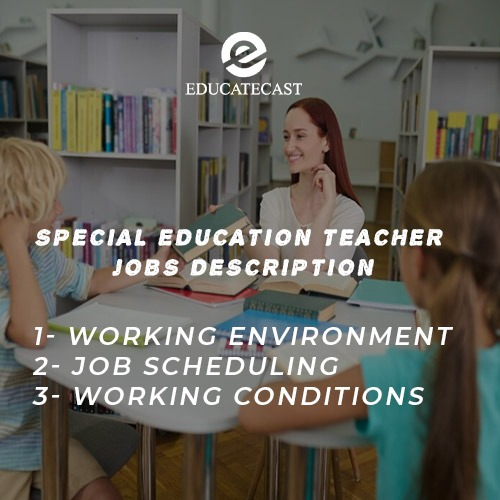 EDUCATECAST
SPECIAL EDUCATION TEACHER
JOBS DESCRIPTION
1- WORKING ENVIRONMENT
2- JOB SCHEDULING
3- WORKING CONDITIONS